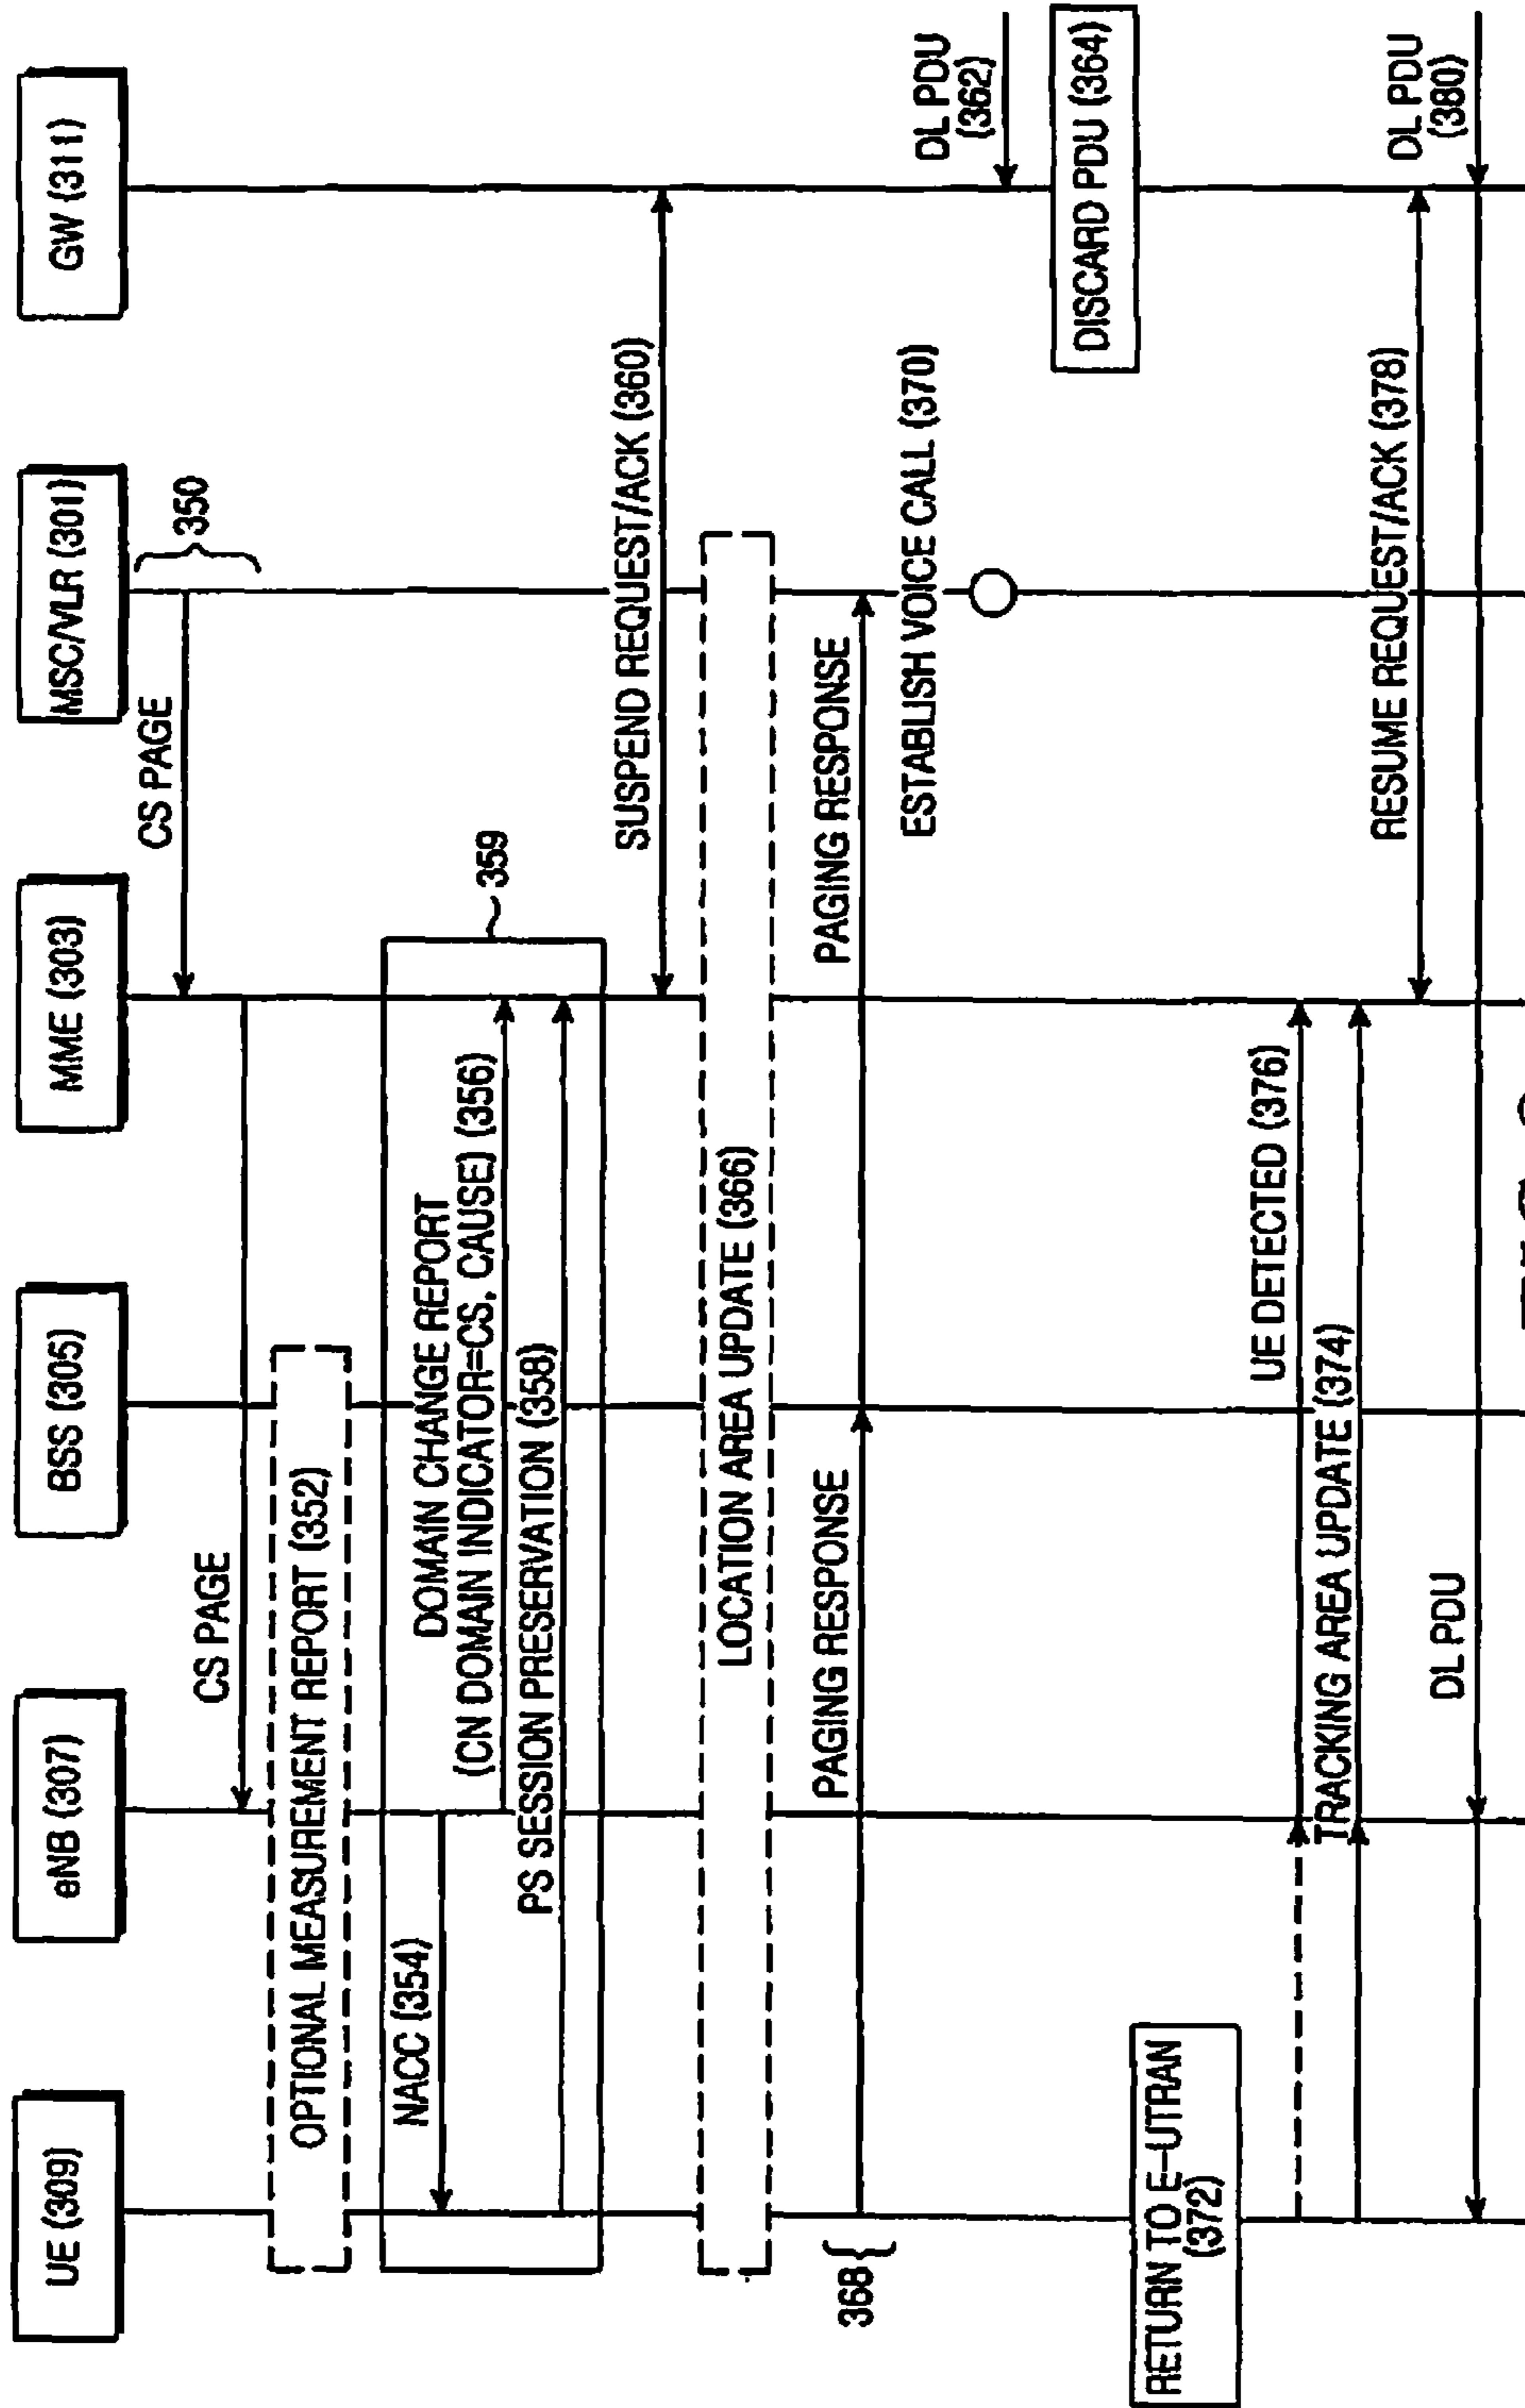 UE (309)
eNB (307)
BSS (305)
MME (303)
MSC/VLR (301)
GW (311)
350
CS PAGE
CS PAGE
OPTIONAL MEASUREMENT REPORT (352)
359
NACC (354)
DOMAIN CHANGE REPORT
(CN DOMAIN INDICATOR=CS, CAUSE) (356)
PS SESSION PRESERVATION (358)
SUSPEND REQUEST/ACK (360)
LOCATION AREA UPDATE (366)
368
PAGING RESPONSE
PAGING RESPONSE
ESTABLISH VOICE CALL (370)
DL PDU
(362)
DISCARD PDU (364)
RETURN TO E-UTRAN
(372)
UE DETECTED (376)
TRACKING AREA UPDATE (374)
RESUME REQUEST/ACK (378)
DL PDU
DL PDU
(380)